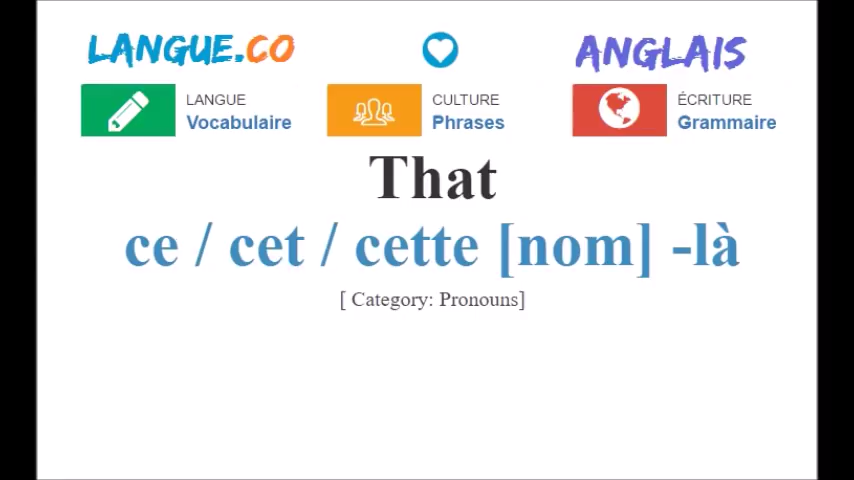 LANGUE.CO
ANGLAIS
LANGUE
Vocabulaire
CULTURE
Phrases
ÉCRITURE
Grammaire
That
ce / cet / cette [nom] -là
[ Category: Pronouns]